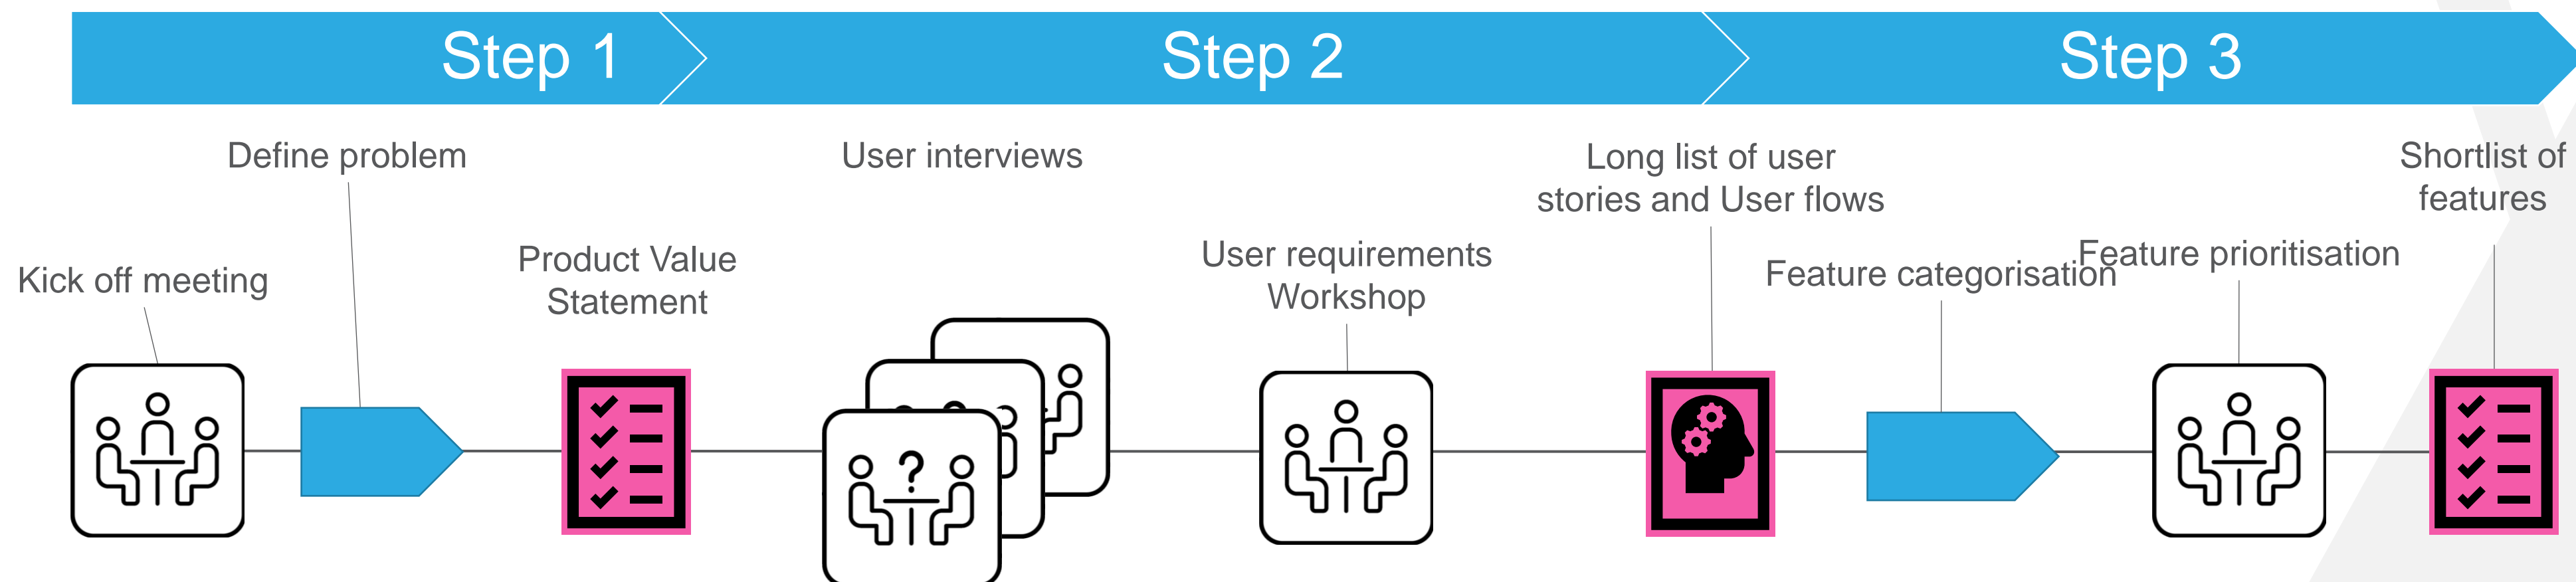 Step 1
Step 2
Step 3
Define problem
User interviews
Long list of user
stories and User flows
Shortlist of
features
Kick off meeting
Product Value
Statement
User requirements
Workshop
Feature categorisation
Feature prioritisation
?